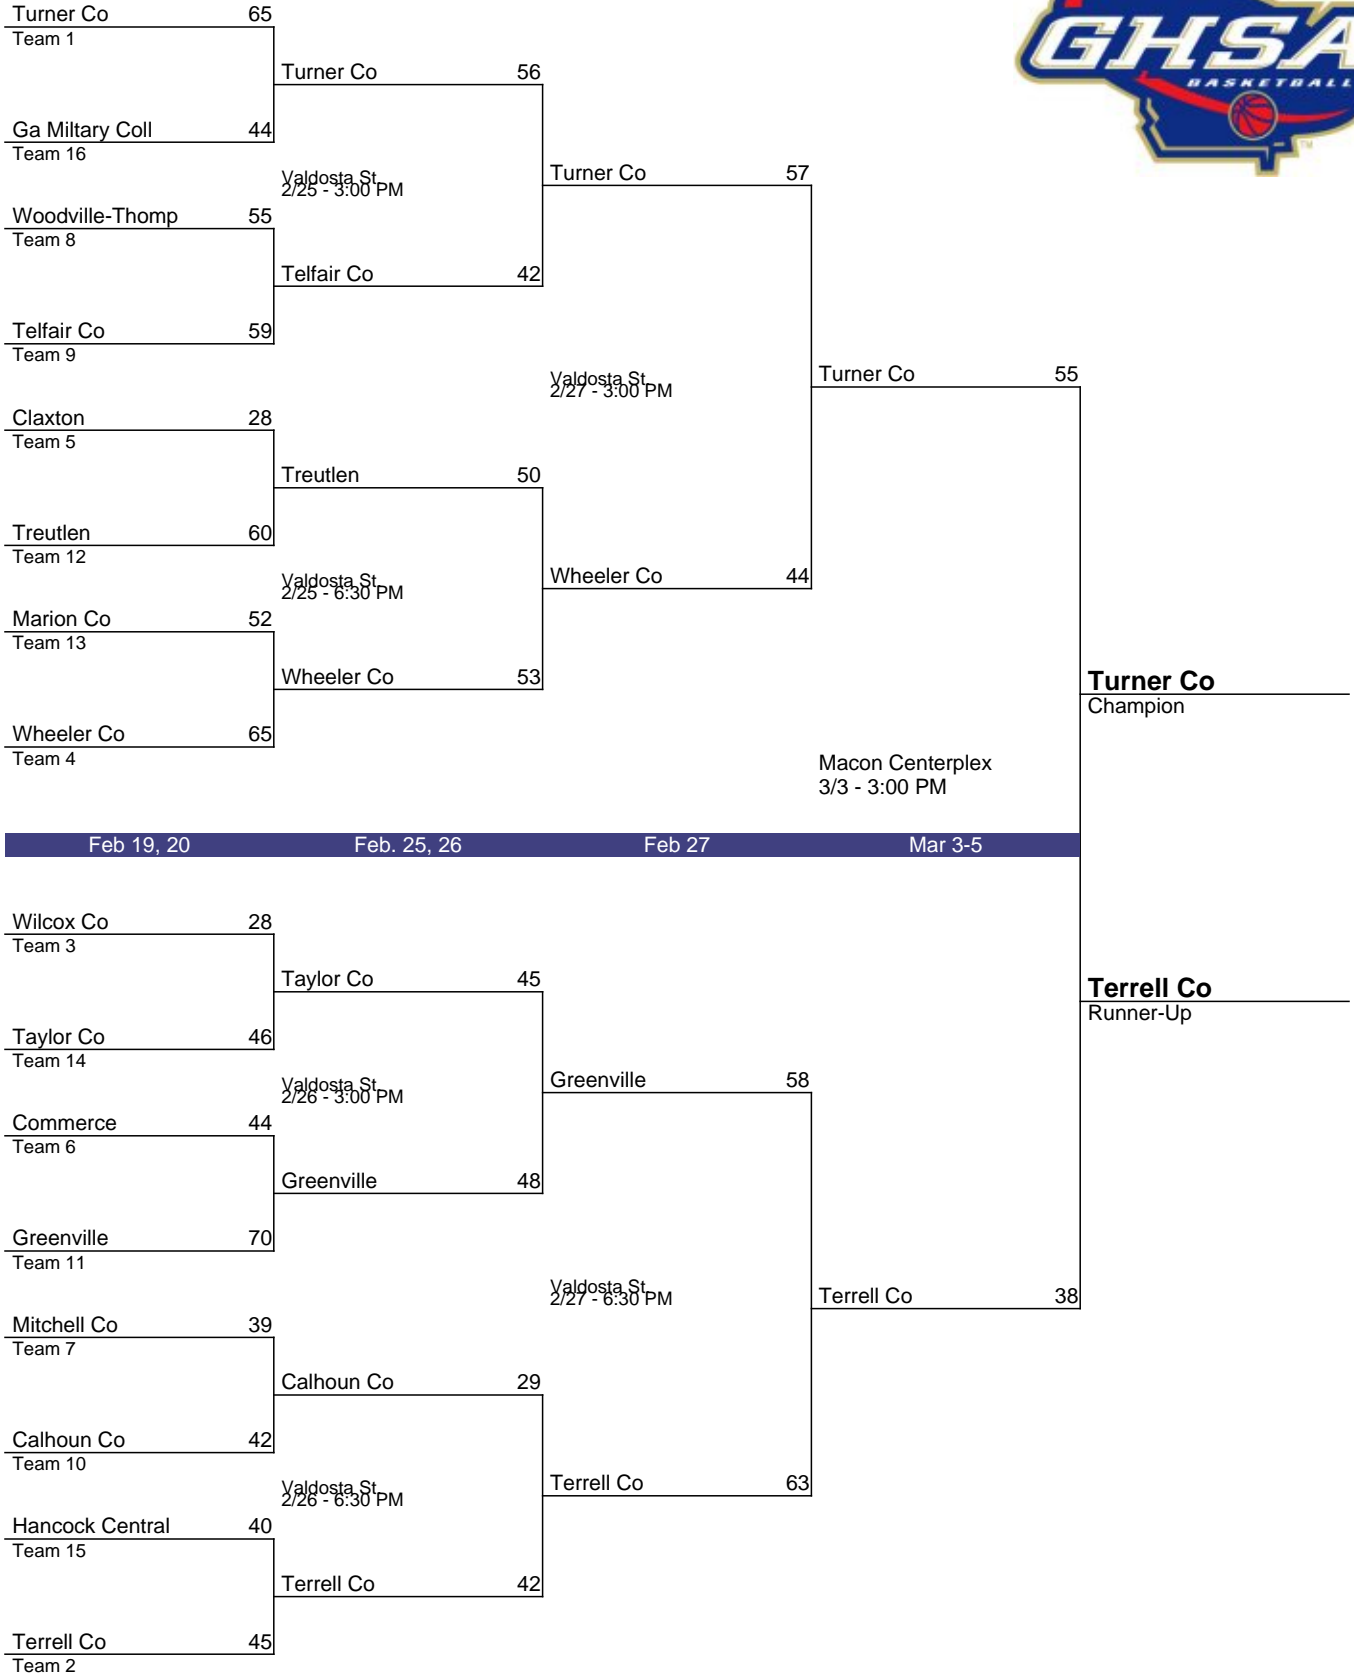 GHSA
BASKETBALL
TM
Turner Co 65
Team 1
Ga Miltary Coll 44
Team 16
Woodville-Thomp 55
Team 8
Telfair Co 59
Team 9
Claxton 28
Team 5
Treutlen 60
Team 12
Marion Co 52
Team 13
Wheeler Co 65
Team 4
Turner Co 56
Valdosta St.
2/25 - 3:00 PM
Telfair Co 42
Treutlen 50
Valdosta St.
2/25 - 6:30 PM
Wheeler Co 53
Turner Co 57
Valdosta St.
2/27 - 3:00 PM
Wheeler Co 44
Turner Co 55
Macon Centerplex
3/3 - 3:00 PM
Turner Co
Champion
Feb 19, 20 Feb. 25, 26 Feb 27 Mar 3-5
Wilcox Co 28
Team 3
Taylor Co 46
Team 14
Commerce 44
Team 6
Greenville 70
Team 11
Mitchell Co 39
Team 7
Calhoun Co 42
Team 10
Hancock Central 40
Team 15
Terrell Co 45
Team 2
Taylor Co 45
Valdosta St.
2/26 - 3:00 PM
Greenville 48
Calhoun Co 29
Valdosta St.
2/26 - 6:30 PM
Terrell Co 42
Greenville 58
Valdosta St.
2/27 - 6:30 PM
Terrell Co 63
Terrell Co 38
Terrell Co
Runner-Up